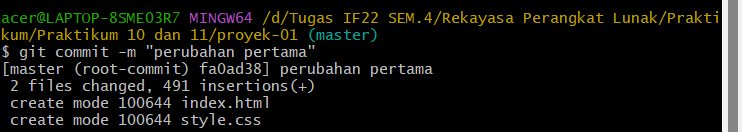 acer@LAPTOP-8SME03R7 MINGW64 /d/Tugas IF22 SEM.4/Rekayasa Perangkat Lunak/Prakti
kum/Praktikum 10 dan 11/proyek-01 (master)
$ git commit -m "perubahan pertama"
[master (root-commit) fa0ad38] perubahan pertama
 2 files changed, 491 insertions(+)
 create mode 100644 index.html
 create mode 100644 style.css